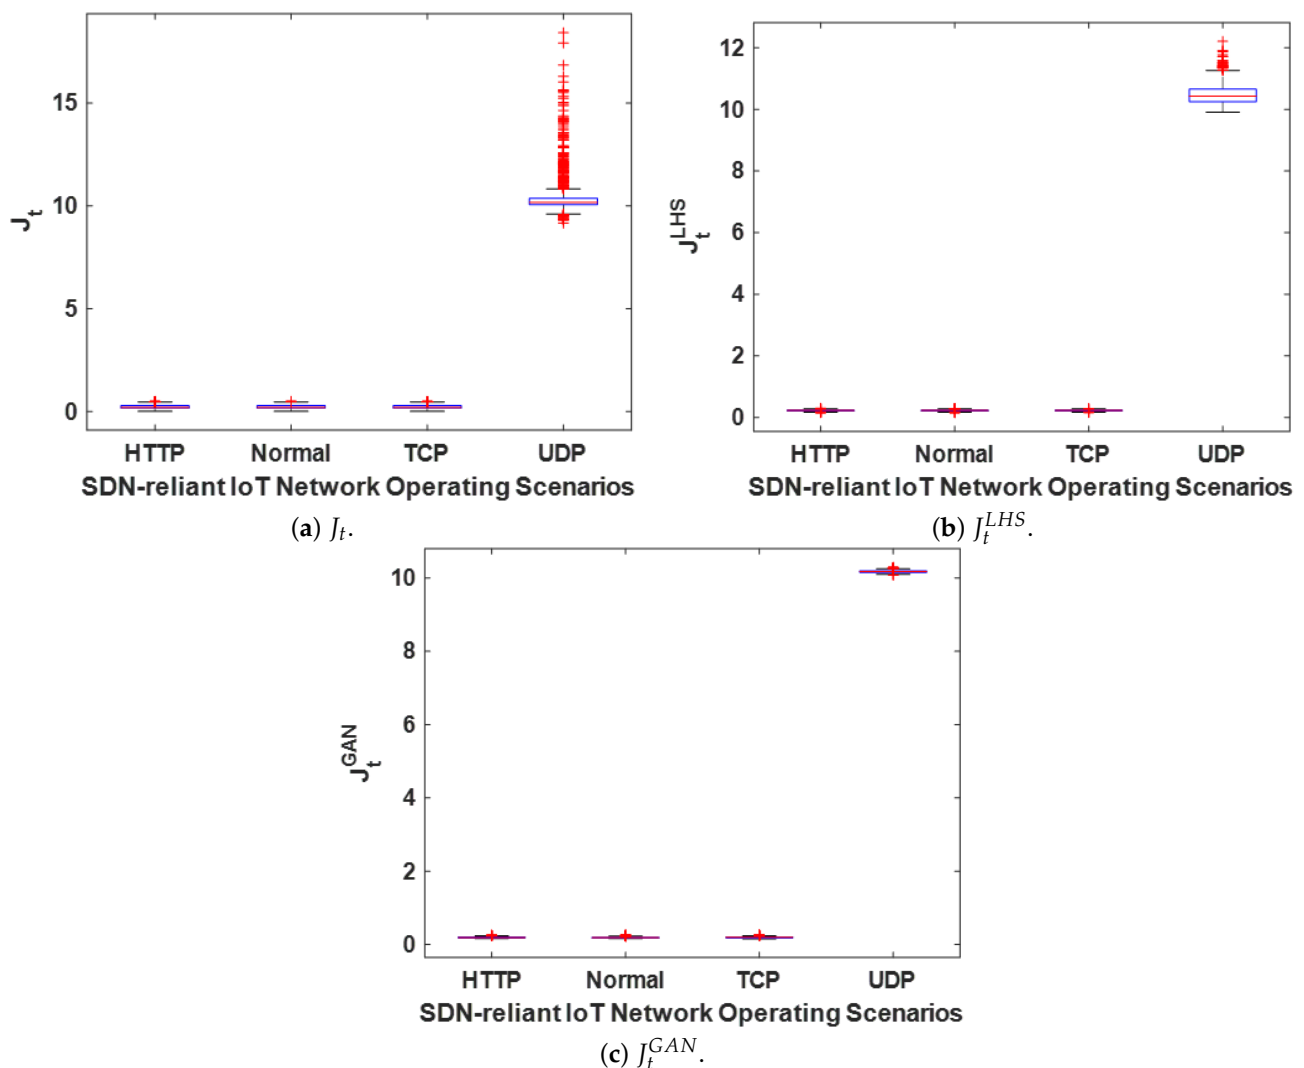 15
10
5
0
J_t
HTTP Normal TCP UDP
SDN-reliant IoT Network Operating Scenarios
(a) J_t.
12
10
8
6
4
2
0
J_t^LHS
HTTP Normal TCP UDP
SDN-reliant IoT Network Operating Scenarios
(b) J_t^LHS.
10
8
6
4
2
0
J_t^GAN
HTTP Normal TCP UDP
SDN-reliant IoT Network Operating Scenarios
(c) J_t^GAN.